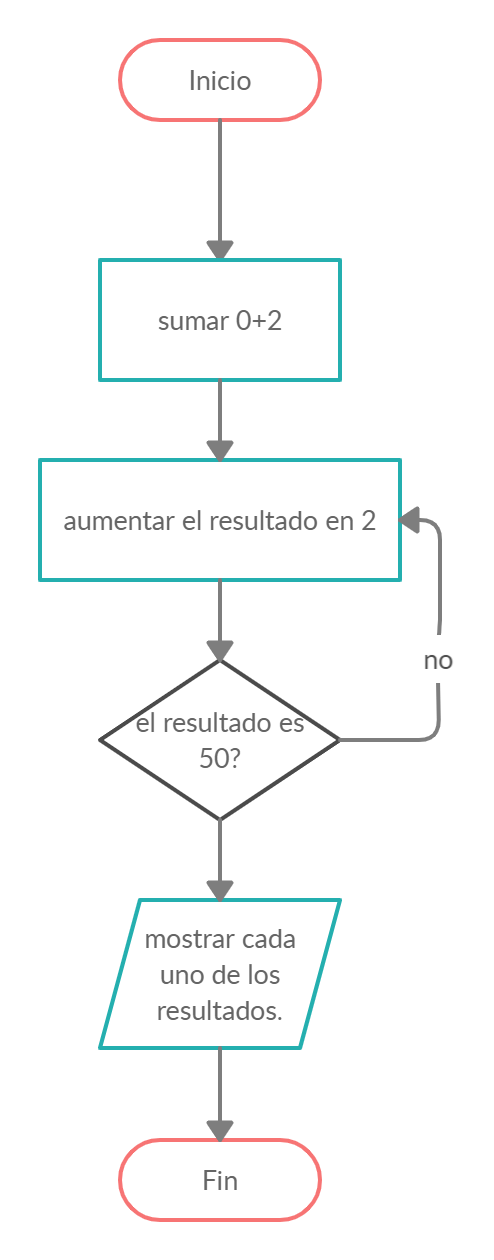 Inicio
sumar 0+2
aumentar el resultado en 2
no
el resultado es
50?
mostrar cada
uno de los
resultados.
Fin